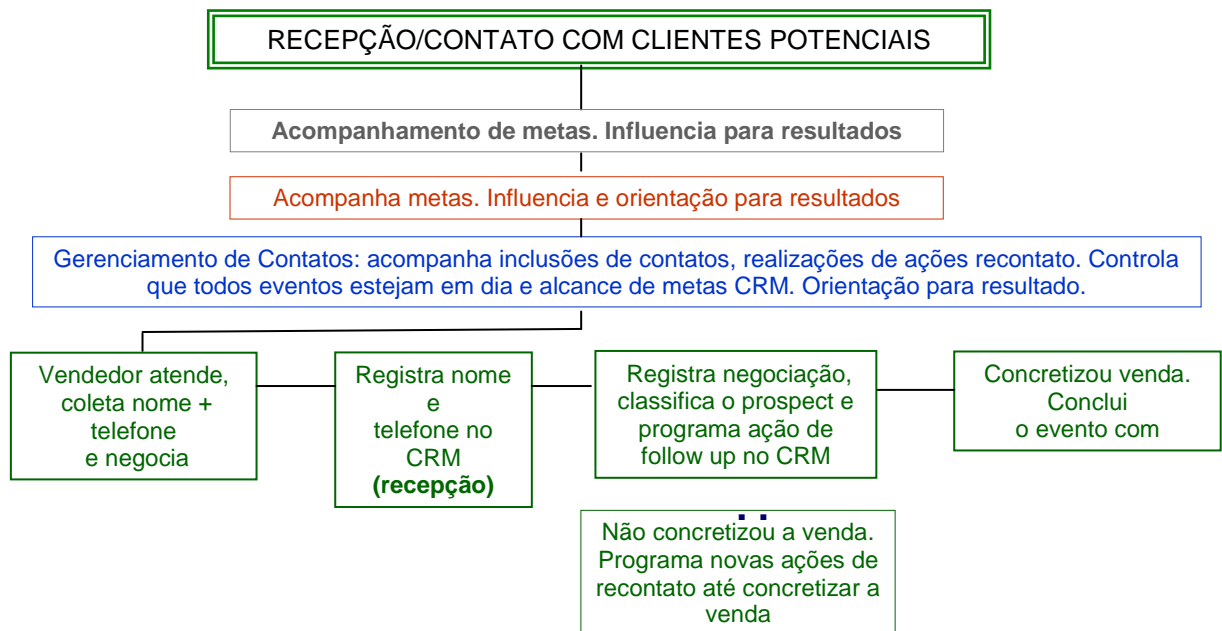 RECEPÇÃO/CONTATO COM CLIENTES POTENCIAIS
Acompanhamento de metas. Influencia para resultados
Acompanha metas. Influencia e orientação para resultados
Gerenciamento de Contatos: acompanha inclusões de contatos, realizações de ações recontato. Controla
que todos eventos estejam em dia e alcance de metas CRM. Orientação para resultado.
Vendedor atende,
coleta nome +
telefone
e negocia
Registra nome
e
telefone no
CRM
(recepção)
Registra negociação,
classifica o prospect e
programa ação de
follow up no CRM
Concretizou venda.
Conclui
o evento com
Não concretizou a venda.
Programa novas ações de
recontato até concretizar a
venda